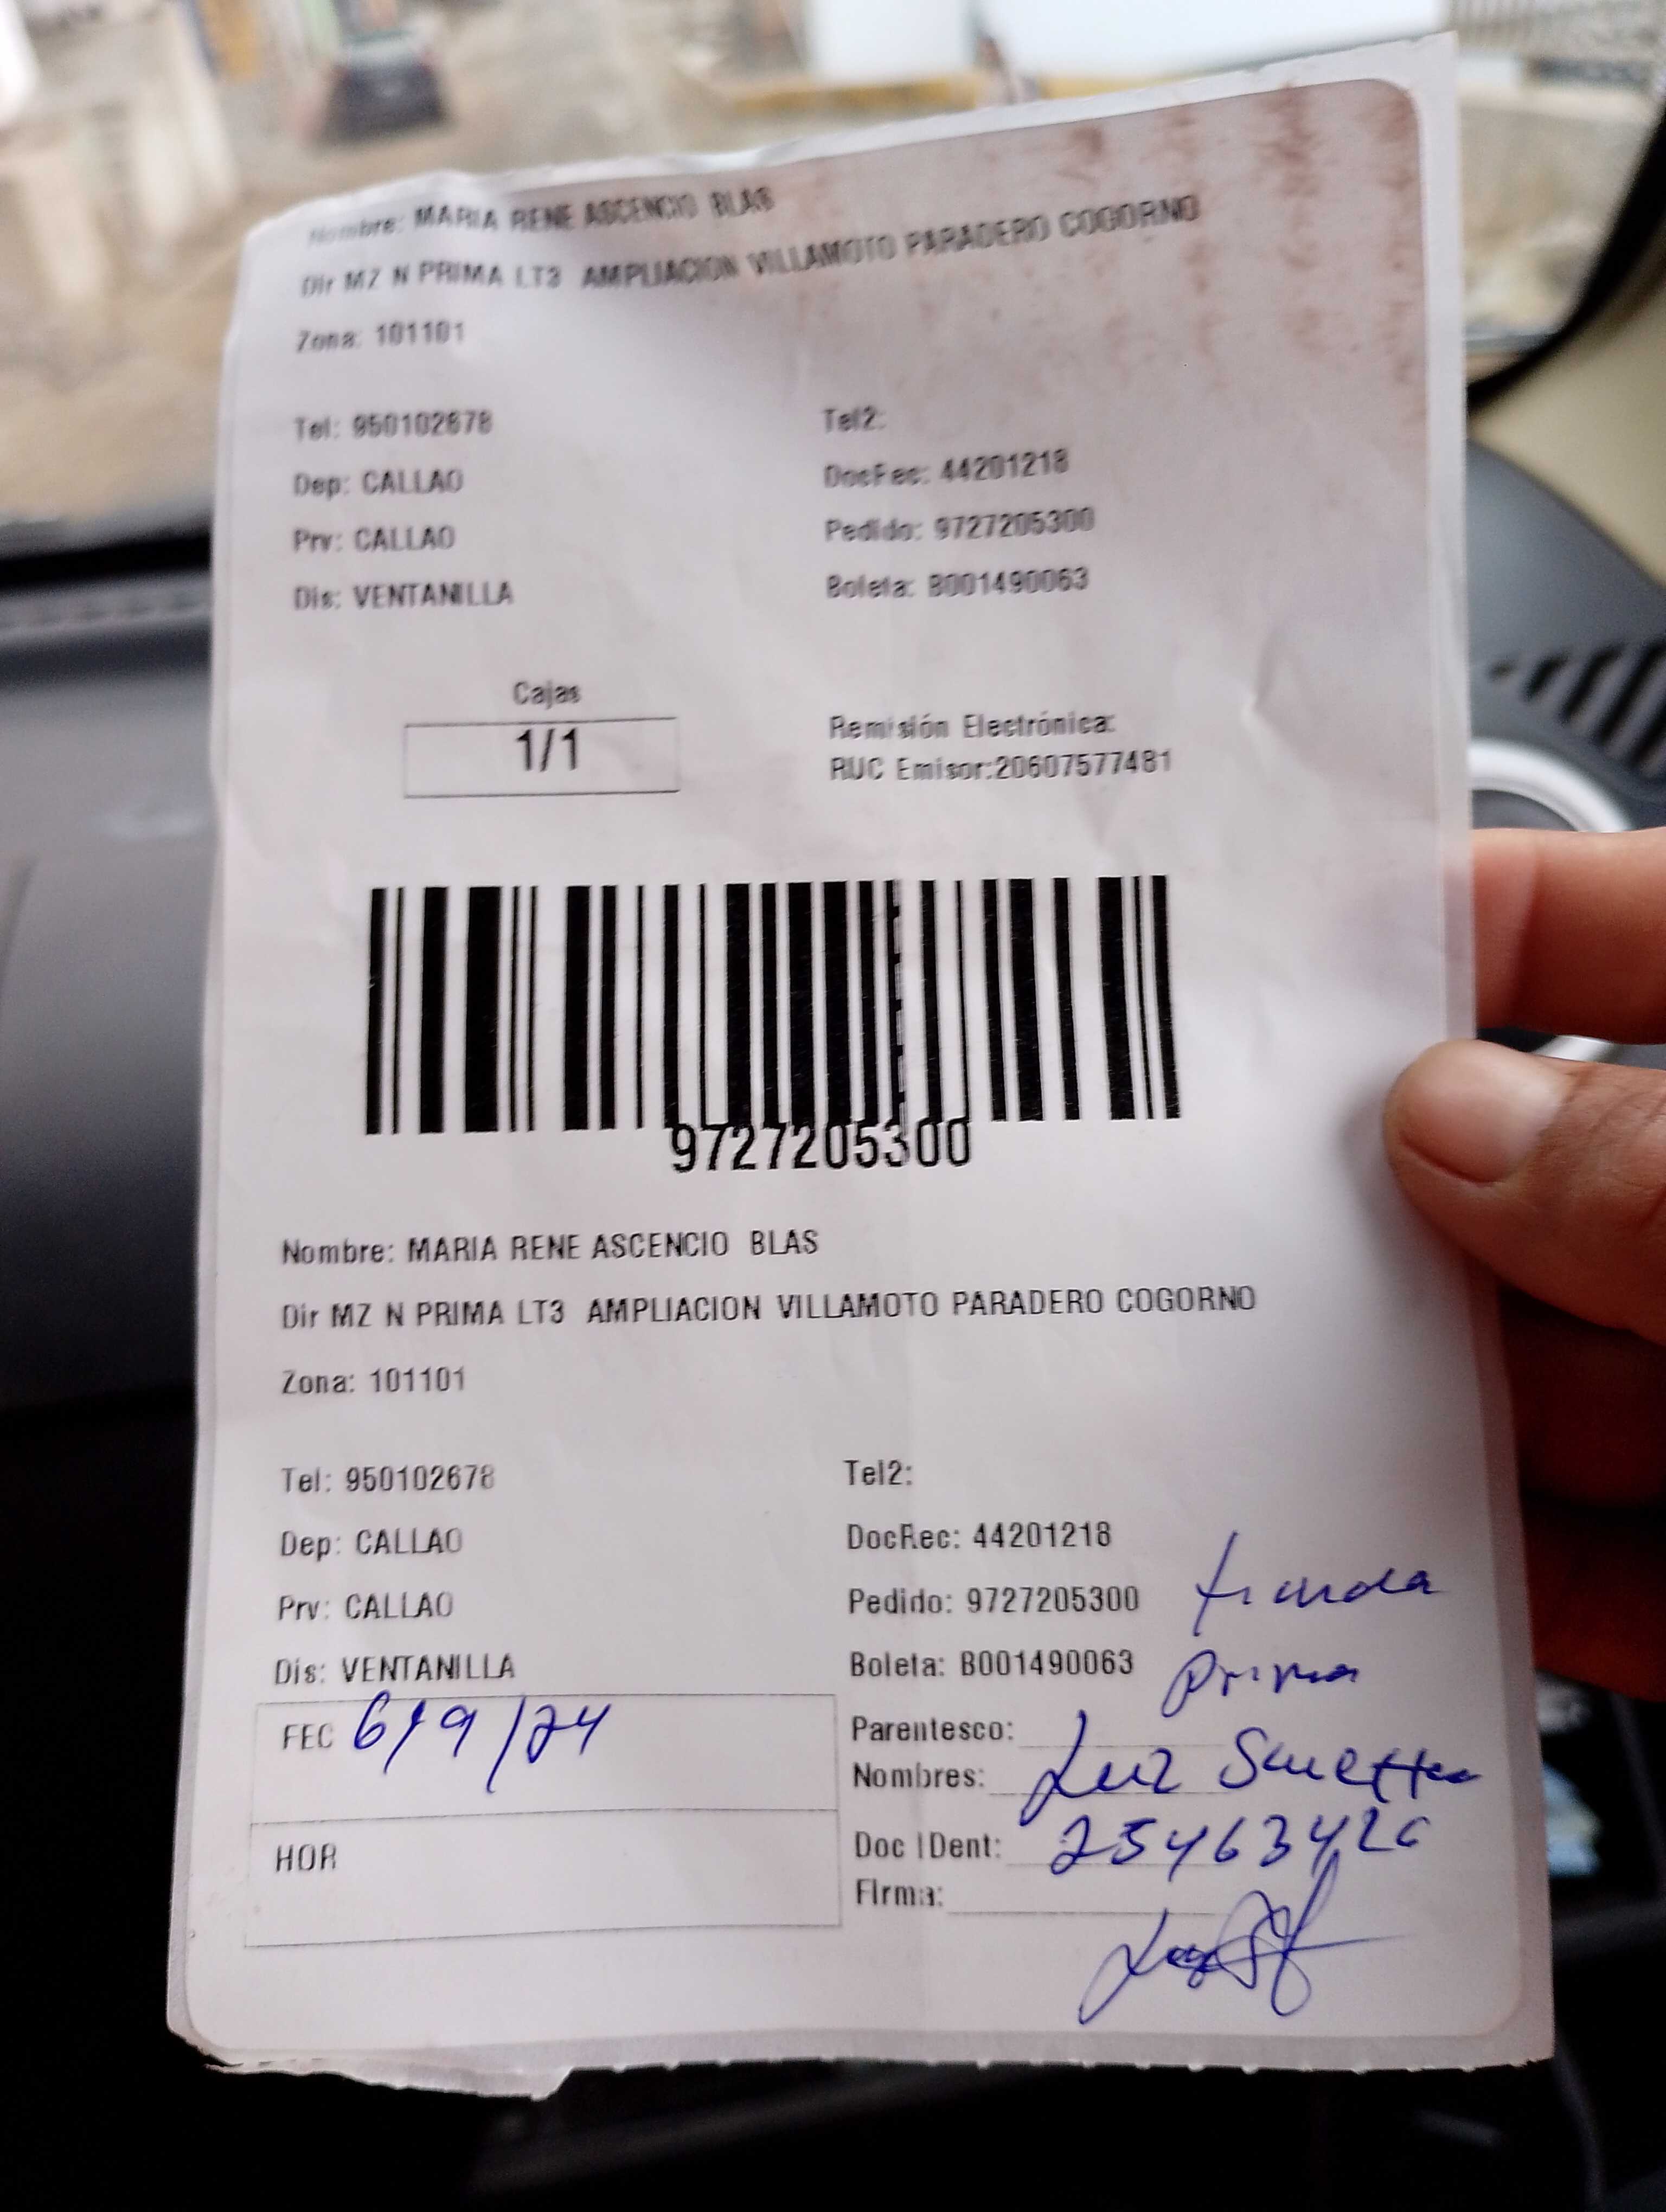 Nombre: MARIA RENE ASCENCIO BLAS
Dir MZ N PRIMA LT3 AMPLIACION VILLAMOTO PARADERO COGORNO
Zona: 101101
Tel: 950102678 Tel2:
Dep: CALLAO DocRec: 44201218
Prv: CALLAO Pedido: 9727205300
Dis: VENTANILLA Boleta: B001490063
Cajas
1/1
Remisión Electrónica:
RUC Emisor:20607577481
9727205300
Nombre: MARIA RENE ASCENCIO BLAS
Dir MZ N PRIMA LT3 AMPLIACION VILLAMOTO PARADERO COGORNO
Zona: 101101
Tel: 950102678 Tel2:
Dep: CALLAO DocRec: 44201218
Prv: CALLAO Pedido: 9727205300
Dis: VENTANILLA Boleta: B001490063
FEC 6/9/24
HOR
Prima
Parentesco:
Nombres: Luz
Doc IDent: 25463426
Firma: